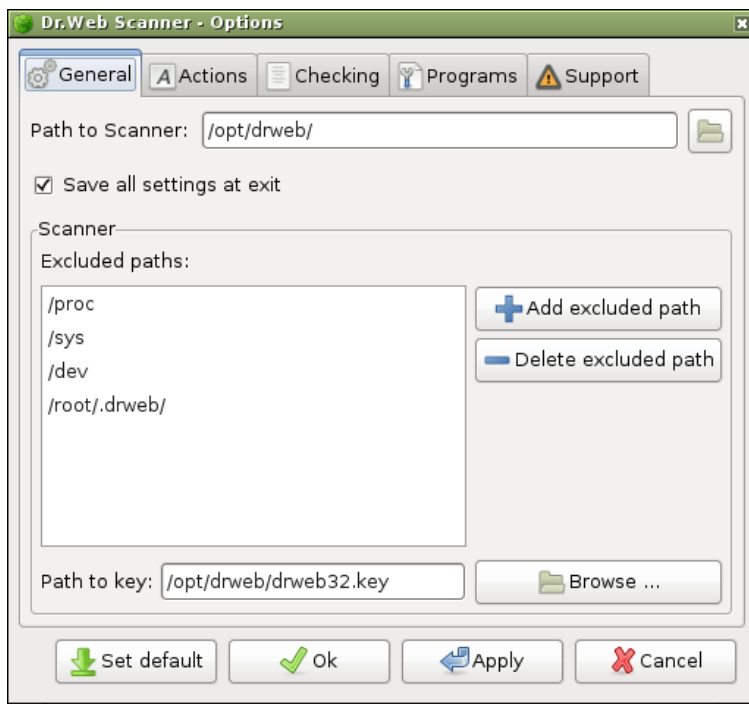 Dr.Web Scanner - Options
General Actions Checking Programs Support
Path to Scanner: /opt/drweb/
Save all settings at exit
Scanner
Excluded paths:
/proc
/sys
/dev
/root/.drweb/
Add excluded path
Delete excluded path
Path to key: /opt/drweb/drweb32.key Browse ...
Set default Ok Apply Cancel